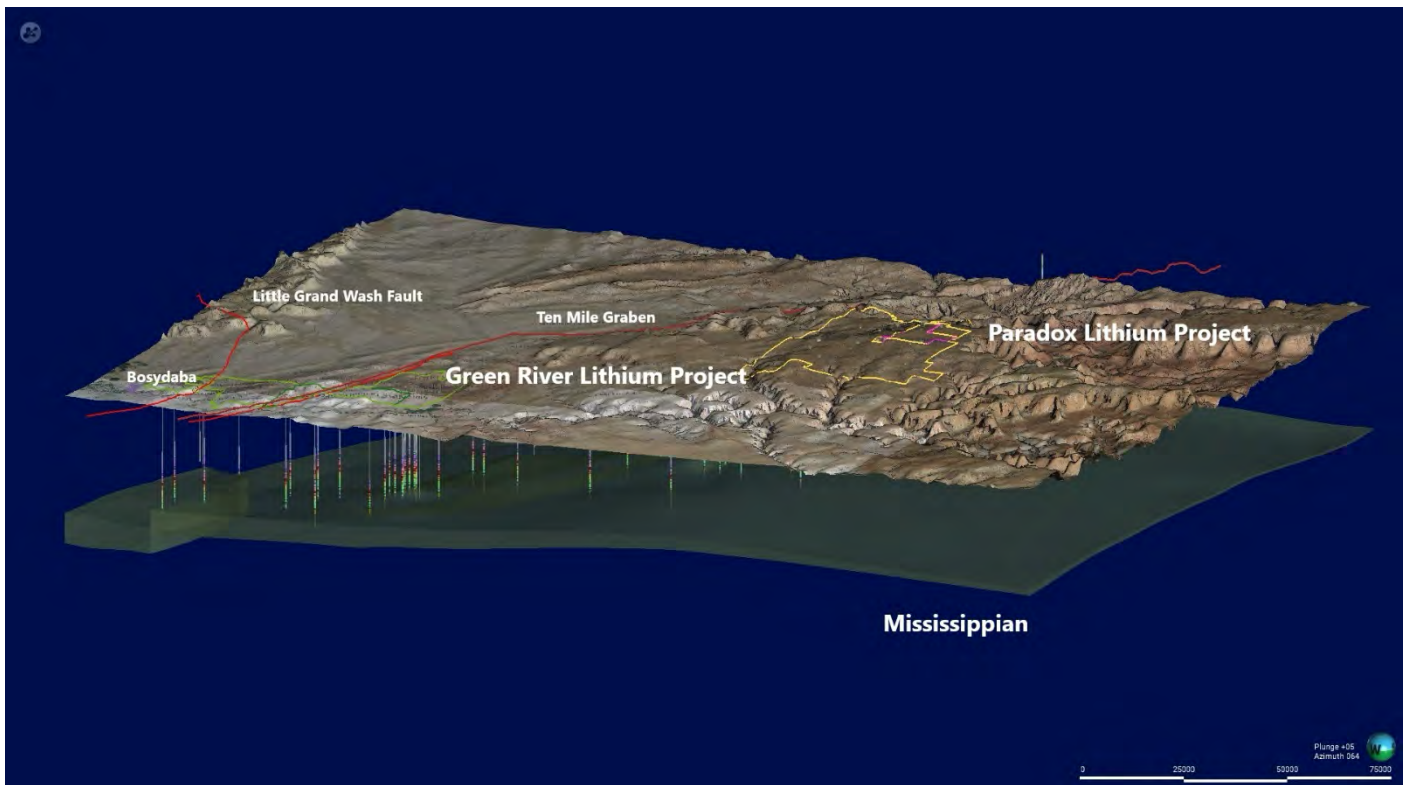 Little Grand Wash Fault
Ten Mile Graben
Paradox Lithium Project
Bosydaba
Green River Lithium Project
Mississippian
Plunge +05
Azimuth 064
W
0 25000 50000 75000